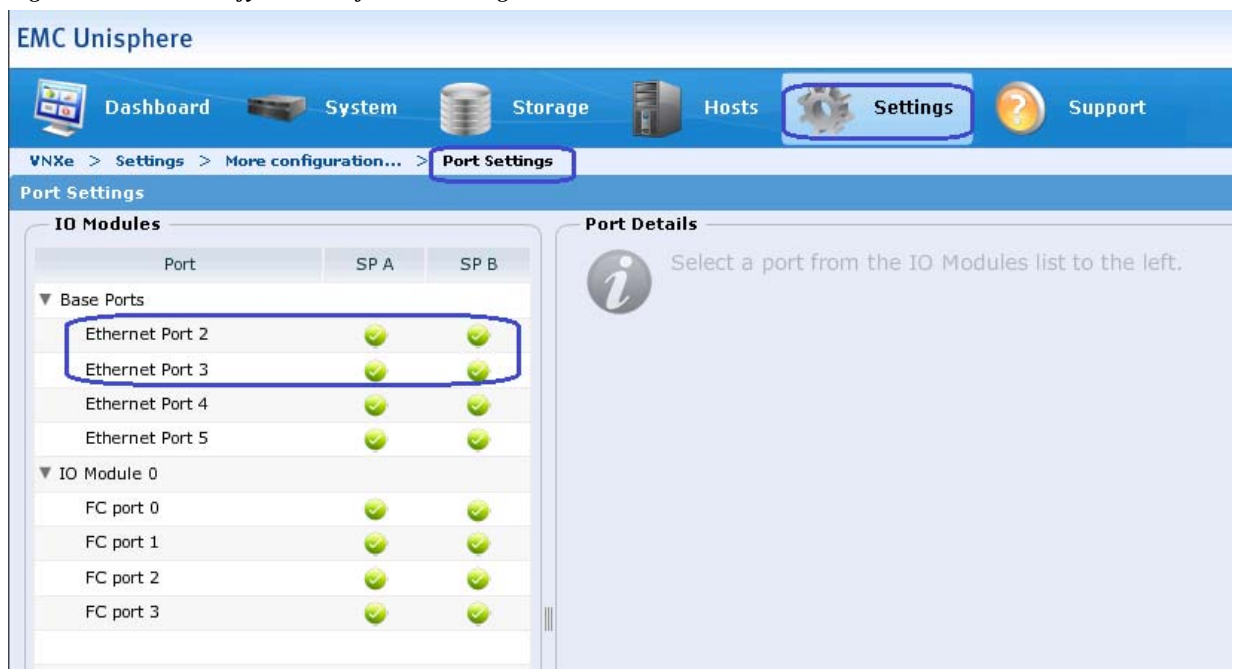 EMC Unisphere
Dashboard System Storage Hosts Settings Support
VNXe > Settings > More configuration... > Port Settings
Port Settings
IO Modules
Port SP A SP B
Base Ports
Ethernet Port 2
Ethernet Port 3
Ethernet Port 4
Ethernet Port 5
IO Module 0
FC port 0
FC port 1
FC port 2
FC port 3
Port Details
Select a port from the IO Modules list to the left.